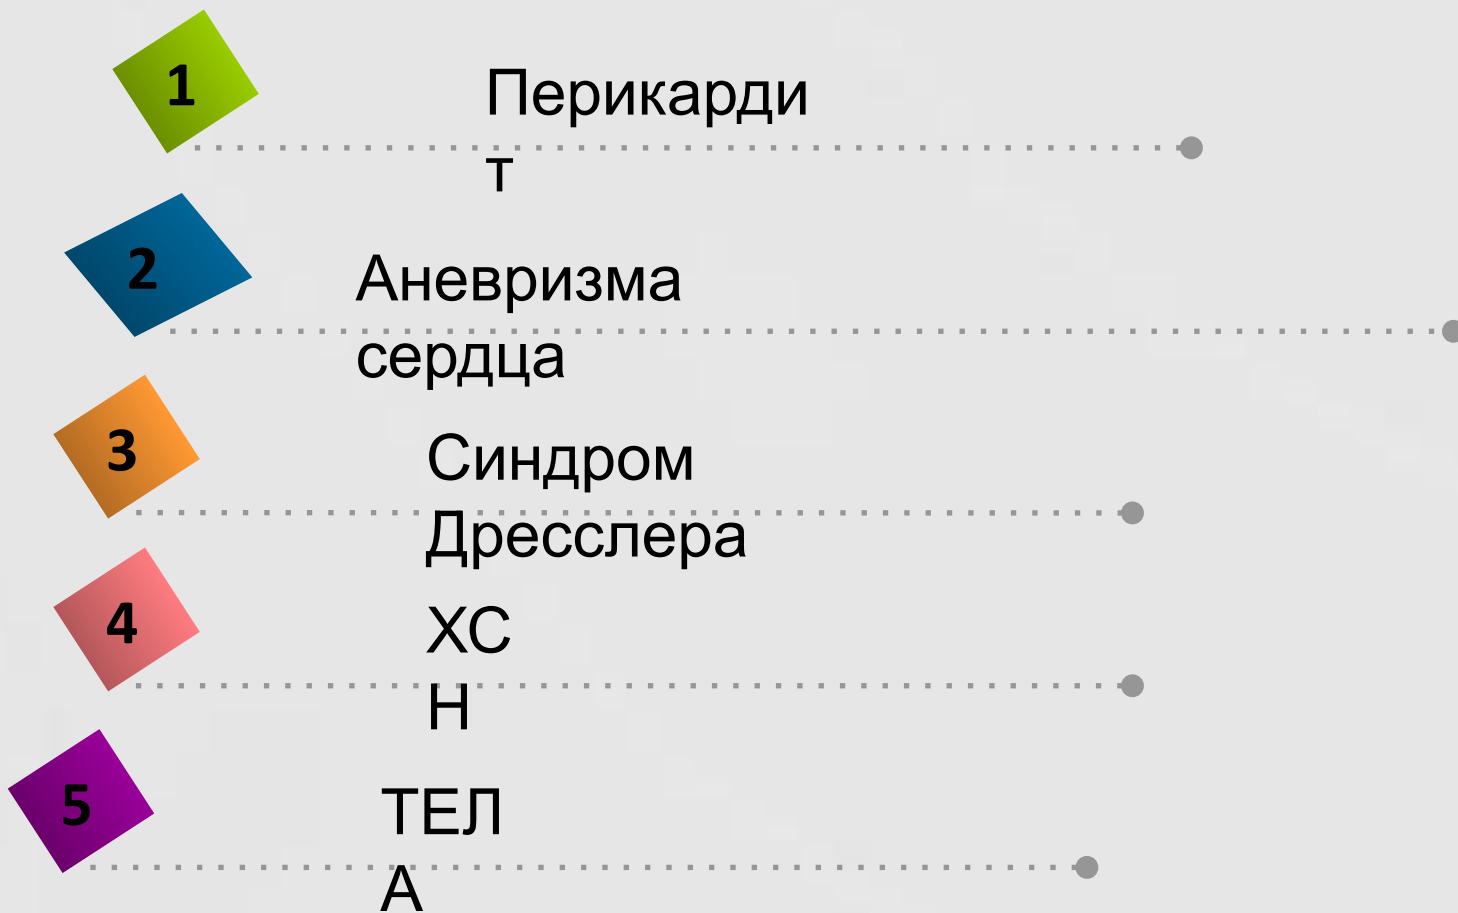 1
Перикарди
т
2
Аневризма
сердца
3
Синдром
Дресслера
4
ХС
Н
5
ТЕЛ
А